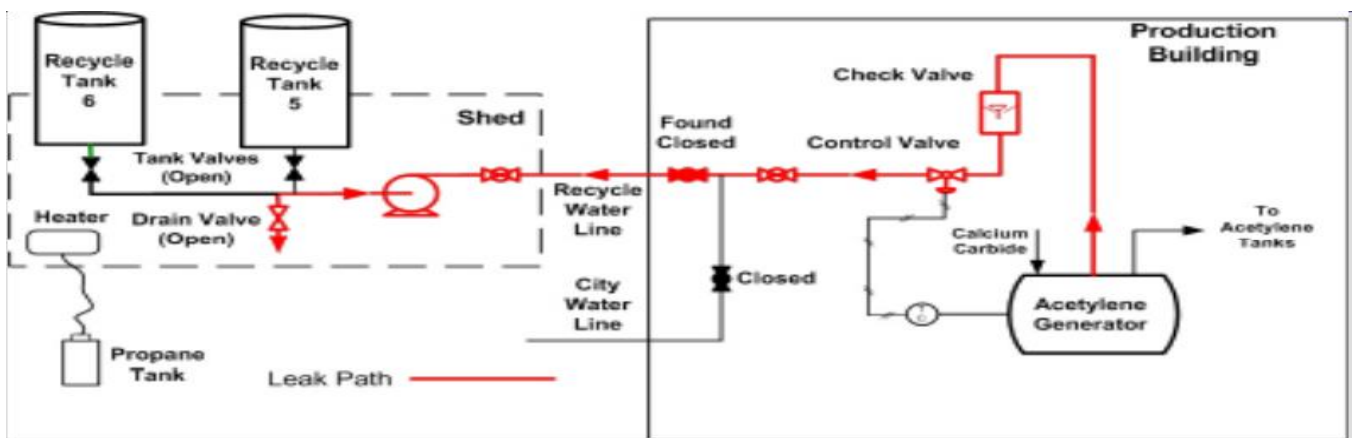 Recycle
Tank
6
Recycle
Tank
5
Shed
Tank Valves
(Open)
Drain Valve
(Open)
Heater
Propane
Tank
Leak Path
Production
Building
Check Valve
Found
Closed
Control Valve
Recycle
Water
Line
City
Water
Line
Closed
Calcium
Carbide
To
Acetylene
Tanks
Acetylene
Generator